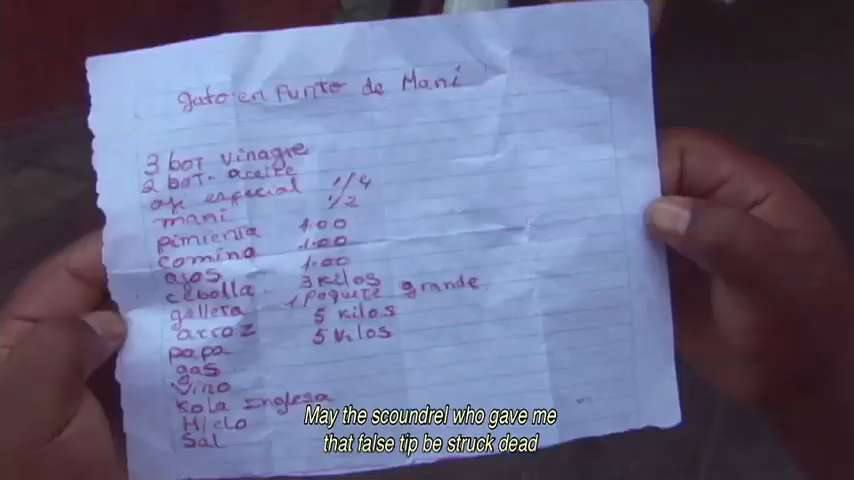 gato en Punto de Maní
3 bot vinagre
2 bot. aceite
aji especial 1/4
mani 1/2
pimienta 1.00
comino 1.00
ajos 1.00
cebolla 3 Kilos
galleta 1 Poquete grande.
arroz 5 Kilos
papa 5 Kilos
gas
Vino
Kola Inglesa
Hielo
Sal
May the scoundrel who gave me
that false tip be struck dead